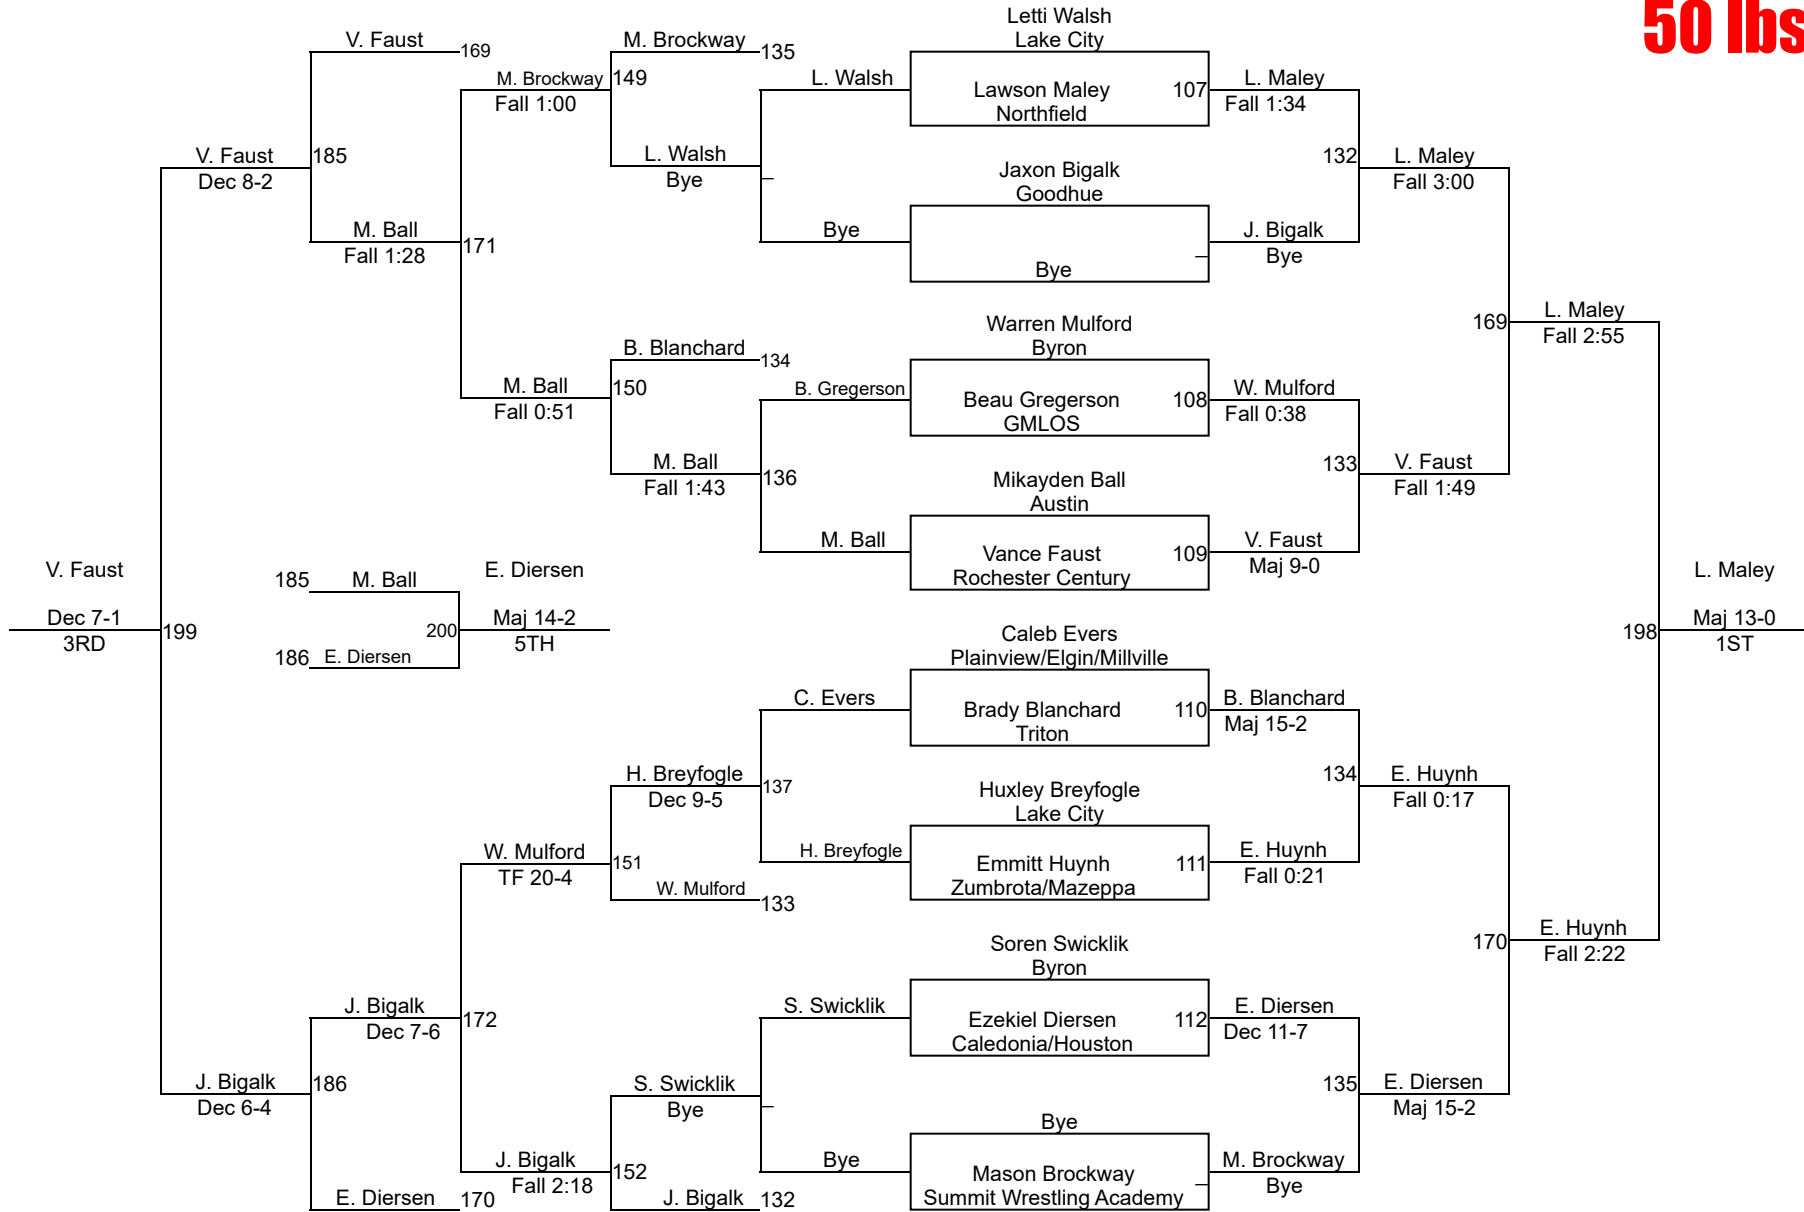 50 lbs
Letti Walsh
Lake City
Lawson Maley
107
Northfield
Jaxon Bigalk
Goodhue
Bye
Warren Mulford
Byron
Beau Gregerson
108
GMLOS
Mikayden Ball
Austin
Vance Faust
109
Rochester Century
Caleb Evers
Plainview/Elgin/Millville
Brady Blanchard
110
Triton
Huxley Breyfogle
Lake City
Emmitt Huynh
111
Zumbrota/Mazeppa
Soren Swicklik
Byron
Ezekiel Diersen
112
Caledonia/Houston
Bye
Mason Brockway
Summit Wrestling Academy
L. Maley
Fall 1:34
J. Bigalk
Bye
W. Mulford
Fall 0:38
V. Faust
Maj 9-0
B. Blanchard
Maj 15-2
E. Huynh
Fall 0:21
E. Diersen
Dec 11-7
M. Brockway
Bye
132
L. Maley
Fall 3:00
133
V. Faust
Fall 1:49
134
E. Huynh
Fall 0:17
135
E. Diersen
Maj 15-2
169
L. Maley
Fall 2:55
170
E. Huynh
Fall 2:22
198
L. Maley
Maj 13-0
1ST
L. Walsh
Bye
B. Gregerson
M. Ball
C. Evers
H. Breyfogle
S. Swicklik
Bye
M. Brockway
135
L. Walsh
Bye
B. Blanchard
134
M. Ball
Fall 1:43
136
H. Breyfogle
Dec 9-5
137
W. Mulford
133
S. Swicklik
Bye
J. Bigalk
132
M. Brockway
149
Fall 1:00
M. Ball
150
Fall 0:51
W. Mulford
151
TF 20-4
J. Bigalk
152
Fall 2:18
V. Faust
169
M. Ball
171
Fall 1:28
J. Bigalk
172
Dec 7-6
E. Diersen
170
V. Faust
185
Dec 8-2
J. Bigalk
186
Dec 6-4
V. Faust
Dec 7-1
199
3RD
185
M. Ball
186
E. Diersen
200
E. Diersen
Maj 14-2
5TH